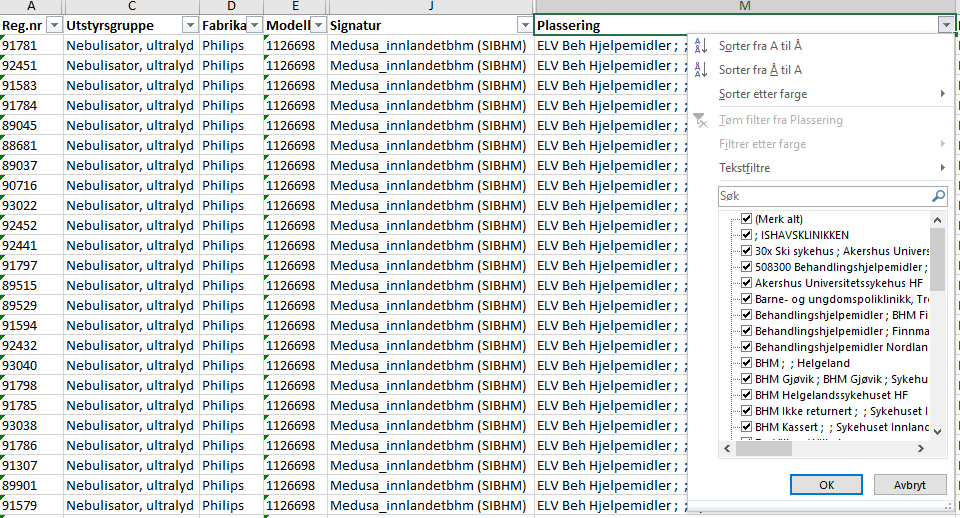 A C D E J M
Reg.nr Utstyrsgruppe Fabrika Modell Signatur Plassering
91781 Nebulisator, ultralyd Philips 1126698 Medusa_innlandetbhm (SIBHM) ELV Beh Hjelpemidler ; ;
92451 Nebulisator, ultralyd Philips 1126698 Medusa_innlandetbhm (SIBHM) ELV Beh Hjelpemidler ; ;
91583 Nebulisator, ultralyd Philips 1126698 Medusa_innlandetbhm (SIBHM) ELV Beh Hjelpemidler ; ;
91784 Nebulisator, ultralyd Philips 1126698 Medusa_innlandetbhm (SIBHM) ELV Beh Hjelpemidler ; ;
89045 Nebulisator, ultralyd Philips 1126698 Medusa_innlandetbhm (SIBHM) ELV Beh Hjelpemidler ; ;
88681 Nebulisator, ultralyd Philips 1126698 Medusa_innlandetbhm (SIBHM) ELV Beh Hjelpemidler ; ;
89037 Nebulisator, ultralyd Philips 1126698 Medusa_innlandetbhm (SIBHM) ELV Beh Hjelpemidler ; ;
90716 Nebulisator, ultralyd Philips 1126698 Medusa_innlandetbhm (SIBHM) ELV Beh Hjelpemidler ; ;
93022 Nebulisator, ultralyd Philips 1126698 Medusa_innlandetbhm (SIBHM) ELV Beh Hjelpemidler ; ;
92452 Nebulisator, ultralyd Philips 1126698 Medusa_innlandetbhm (SIBHM) ELV Beh Hjelpemidler ; ;
92441 Nebulisator, ultralyd Philips 1126698 Medusa_innlandetbhm (SIBHM) ELV Beh Hjelpemidler ; ;
91797 Nebulisator, ultralyd Philips 1126698 Medusa_innlandetbhm (SIBHM) ELV Beh Hjelpemidler ; ;
89515 Nebulisator, ultralyd Philips 1126698 Medusa_innlandetbhm (SIBHM) ELV Beh Hjelpemidler ; ;
89529 Nebulisator, ultralyd Philips 1126698 Medusa_innlandetbhm (SIBHM) ELV Beh Hjelpemidler ; ;
91594 Nebulisator, ultralyd Philips 1126698 Medusa_innlandetbhm (SIBHM) ELV Beh Hjelpemidler ; ;
92432 Nebulisator, ultralyd Philips 1126698 Medusa_innlandetbhm (SIBHM) ELV Beh Hjelpemidler ; ;
93040 Nebulisator, ultralyd Philips 1126698 Medusa_innlandetbhm (SIBHM) ELV Beh Hjelpemidler ; ;
91798 Nebulisator, ultralyd Philips 1126698 Medusa_innlandetbhm (SIBHM) ELV Beh Hjelpemidler ; ;
91785 Nebulisator, ultralyd Philips 1126698 Medusa_innlandetbhm (SIBHM) ELV Beh Hjelpemidler ; ;
93038 Nebulisator, ultralyd Philips 1126698 Medusa_innlandetbhm (SIBHM) ELV Beh Hjelpemidler ; ;
91786 Nebulisator, ultralyd Philips 1126698 Medusa_innlandetbhm (SIBHM) ELV Beh Hjelpemidler ; ;
91307 Nebulisator, ultralyd Philips 1126698 Medusa_innlandetbhm (SIBHM) ELV Beh Hjelpemidler ; ;
89901 Nebulisator, ultralyd Philips 1126698 Medusa_innlandetbhm (SIBHM) ELV Beh Hjelpemidler ; ;
91579 Nebulisator, ultralyd Philips 1126698 Medusa_innlandetbhm (SIBHM) ELV Beh Hjelpemidler ; ;
Sorter fra A til Å
Sorter fra Å til A
Sorter etter farge
Tøm filter fra Plassering
Filtrer etter farge
Tekstfiltre
Søk
(Merk alt)
; ISHAVSKLINIKKEN
30x Ski sykehus ; Akershus Univers
508300 Behandlingshjelpemidler ;
Akershus Universitetssykehus HF
Barne- og ungdomspoliklinikk, Tro
Behandlingshjelpemidler ; BHM Fi
Behandlingshjelpemidler ; Finnma
Behandlingshjelpemidler Nordlan
BHM ; ; Helgeland
BHM Gjøvik ; BHM Gjøvik ; Sykehu
BHM Helgelandssykehuset HF
BHM Ikke returnert ; ; Sykehuset I
BHM Kassert ; ; Sykehuset Innlan
OK Avbryt